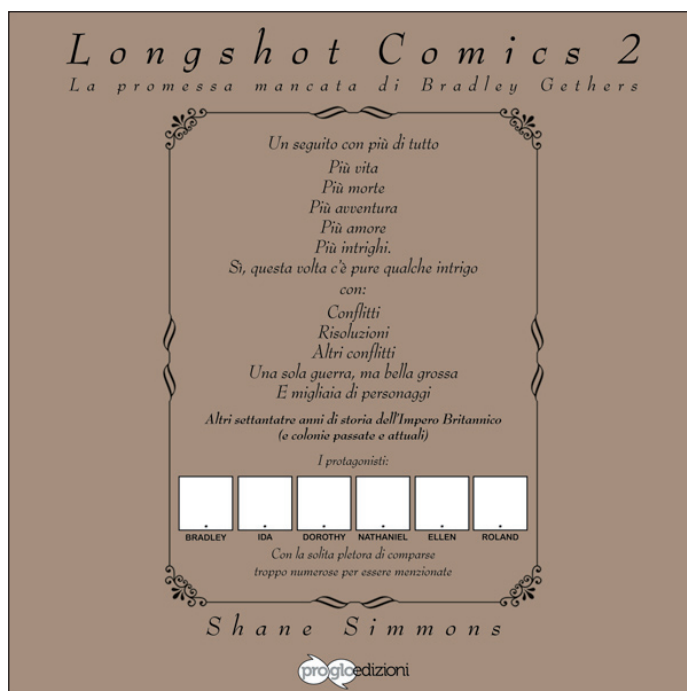 Longshot Comics 2
La promessa mancata di Bradley Gethers
Un seguito con più di tutto
Più vita
Più morte
Più avventura
Più amore
Più intrighi.
Sì, questa volta c'è pure qualche intrigo
con:
Conflitti
Risoluzioni
Altri conflitti
Una sola guerra, ma bella grossa
E migliaia di personaggi
Altri settantatre anni di storia dell'Impero Britannico
(e colonie passate e attuali)
I protagonisti:
BRADLEY IDA DOROTHY NATHANIEL ELLEN ROLAND
Con la solita pletora di comparse
troppo numerose per essere menzionate
Shane Simmons
progloedizioni